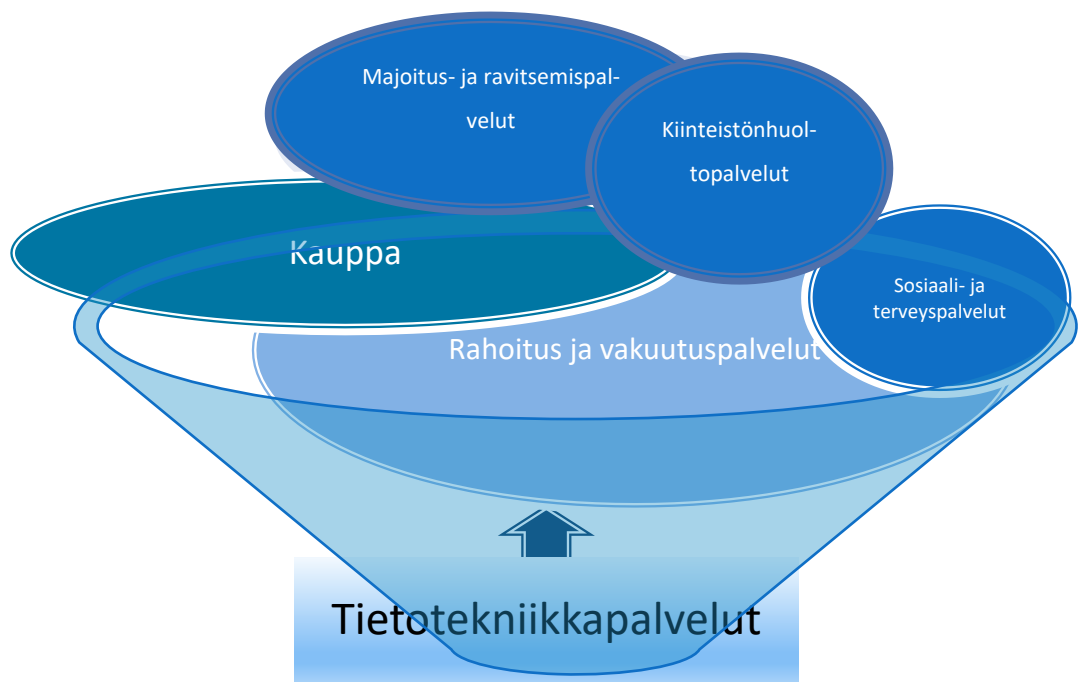 Majoitus- ja ravitsemispal-
velut
Kiinteistönhuol-
topalvelut
Kauppa
Sosiaali- ja
terveyspalvelut
Rahoitus ja vakuutuspalvelut
Tietotekniikkapalvelut